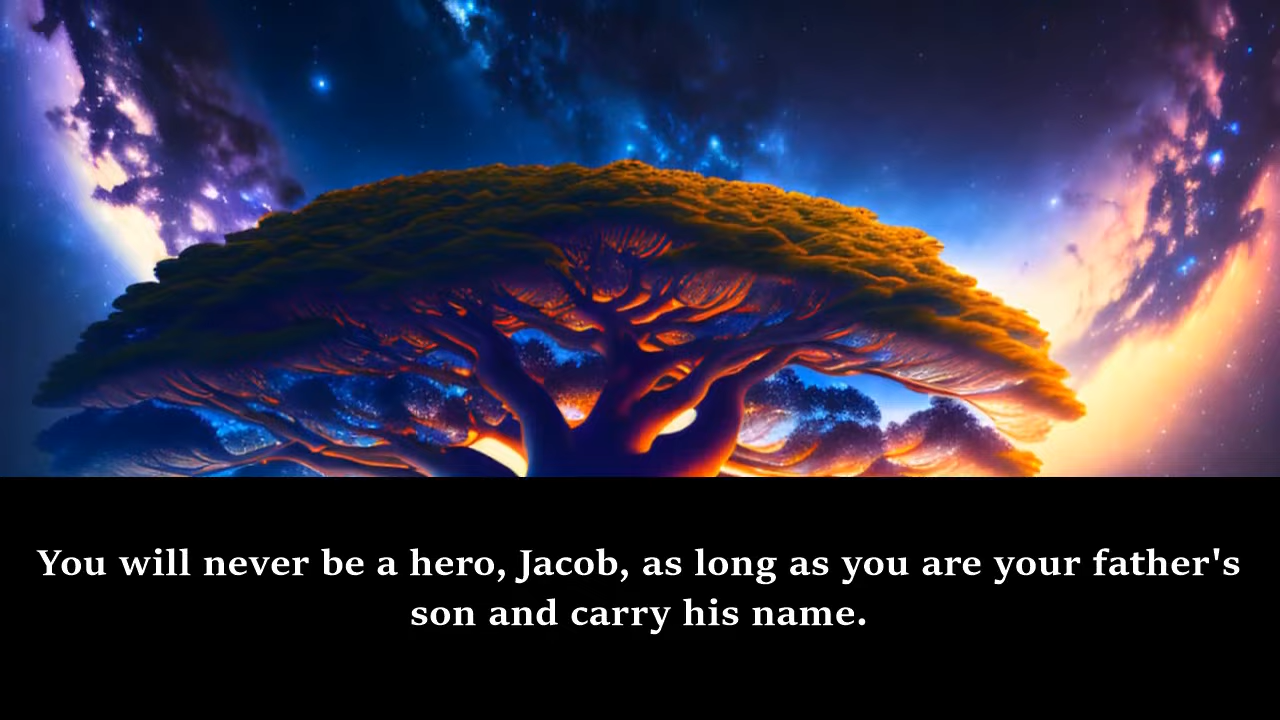 You will never be a hero, Jacob, as long as you are your father's
son and carry his name.